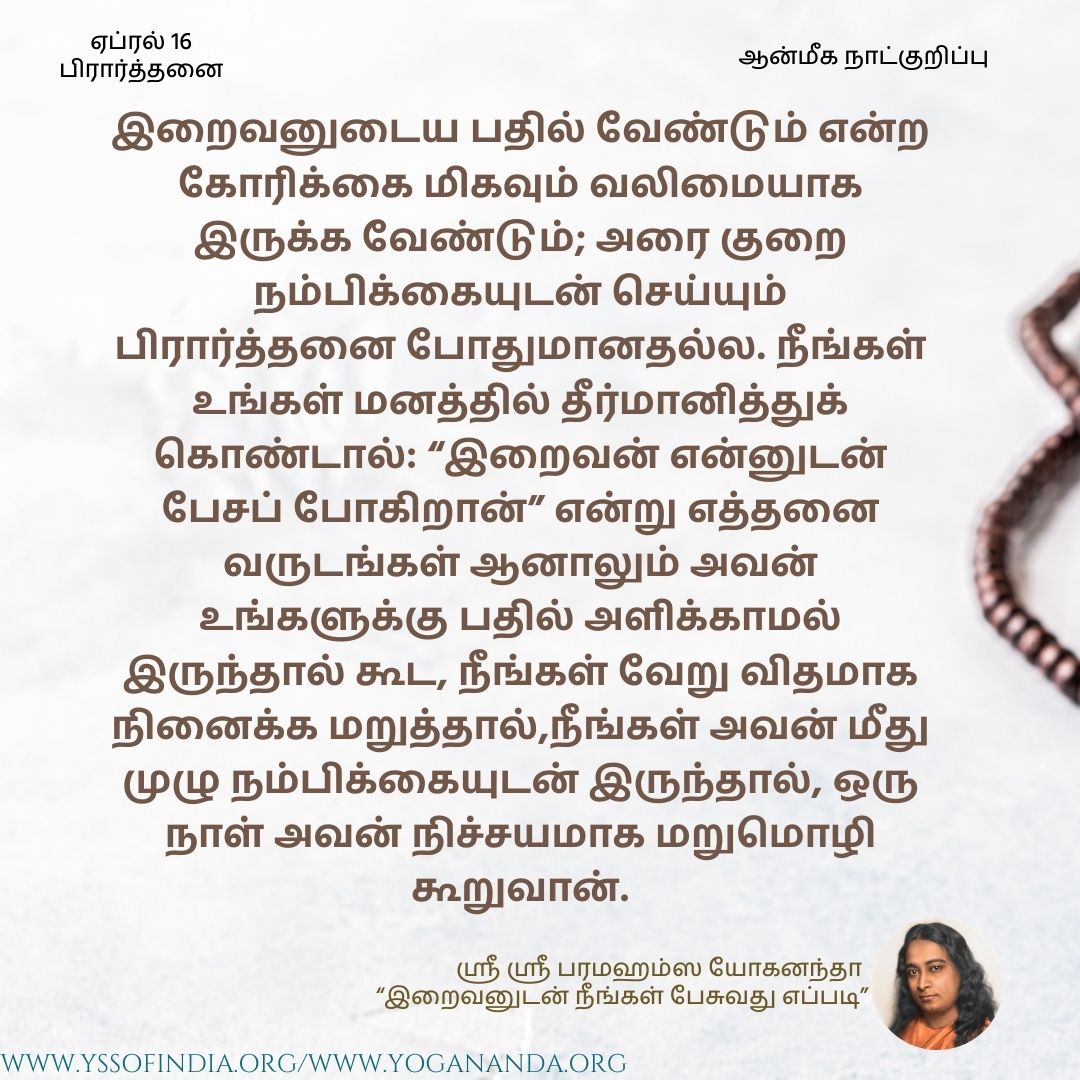 ஏப்ரல் 16
பிரார்த்தனை
ஆன்மீக நாட்குறிப்பு
இறைவனுடைய பதில் வேண்டும் என்ற
கோரிக்கை மிகவும் வலிமையாக
இருக்க வேண்டும்; அரை குறை
நம்பிக்கையுடன் செய்யும்
பிரார்த்தனை போதுமானதல்ல. நீங்கள்
உங்கள் மனத்தில் தீர்மானித்துக்
கொண்டால்: “இறைவன் என்னுடன்
பேசப் போகிறான்” என்று எத்தனை
வருடங்கள் ஆனாலும் அவன்
உங்களுக்கு பதில் அளிக்காமல்
இருந்தால் கூட, நீங்கள் வேறு விதமாக
நினைக்க மறுத்தால்,நீங்கள் அவன் மீது
முழு நம்பிக்கையுடன் இருந்தால், ஒரு
நாள் அவன் நிச்சயமாக மறுமொழி
கூறுவான்.
ஸ்ரீ ஸ்ரீ பரமஹம்ஸ யோகனந்தா
“இறைவனுடன் நீங்கள் பேசுவது எப்படி”
WWW.YSSOFINDIA.ORG/WWW.YOGANANDA.ORG